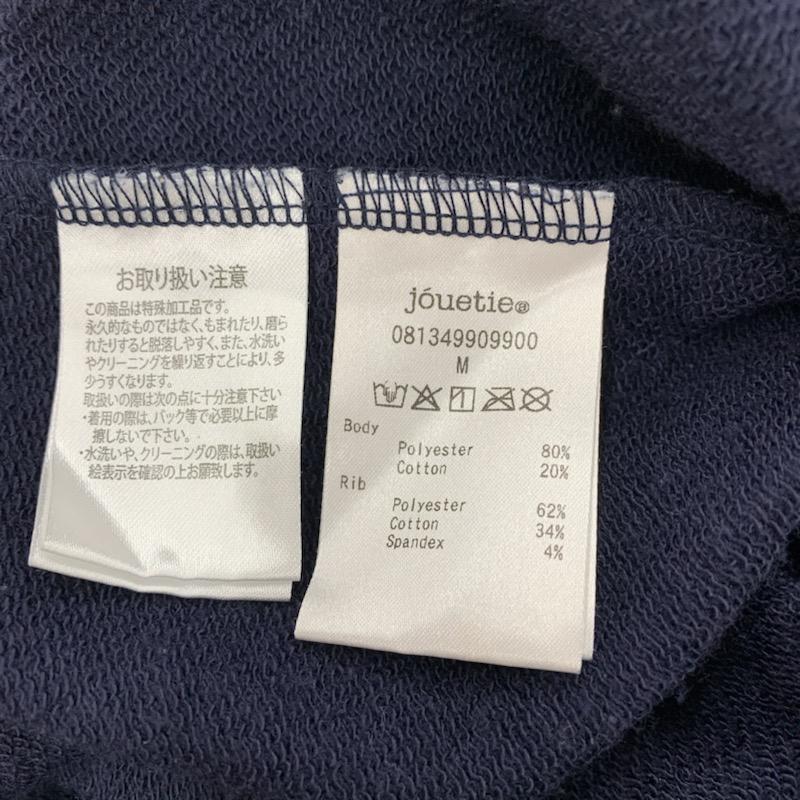 お取り扱い注意
この商品は特殊加工品です。
永久的なものではなく、もまれたり、磨ら
れたりすると脱落しやすく、また、水洗い
やクリーニングを繰り返すことにより、多
少うすくなります。
取扱いの際は次の点に十分注意下さい
・着用の際は、バック等で必要以上に摩
擦しないで下さい。
・水洗いや、クリーニングの際は、取扱い
絵表示を確認の上お願致します。
jóuetie®
081349909900
M
Body
Polyester 80%
Cotton 20%
Rib
Polyester 62%
Cotton 34%
Spandex 4%